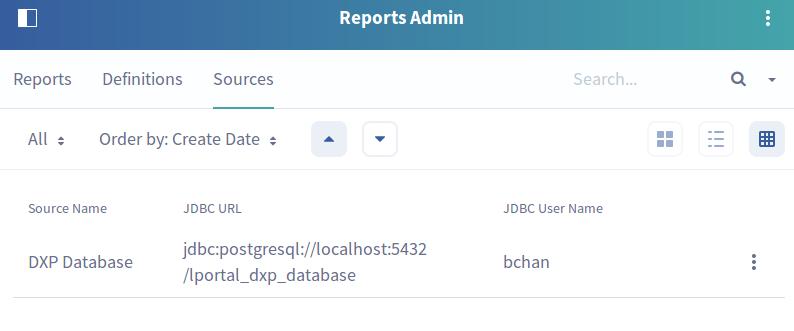 Reports Admin
Reports Definitions Sources Search...
All Order by: Create Date
Source Name JDBC URL JDBC User Name
DXP Database jdbc:postgresql://localhost:5432 bchan
/lportal_dxp_database